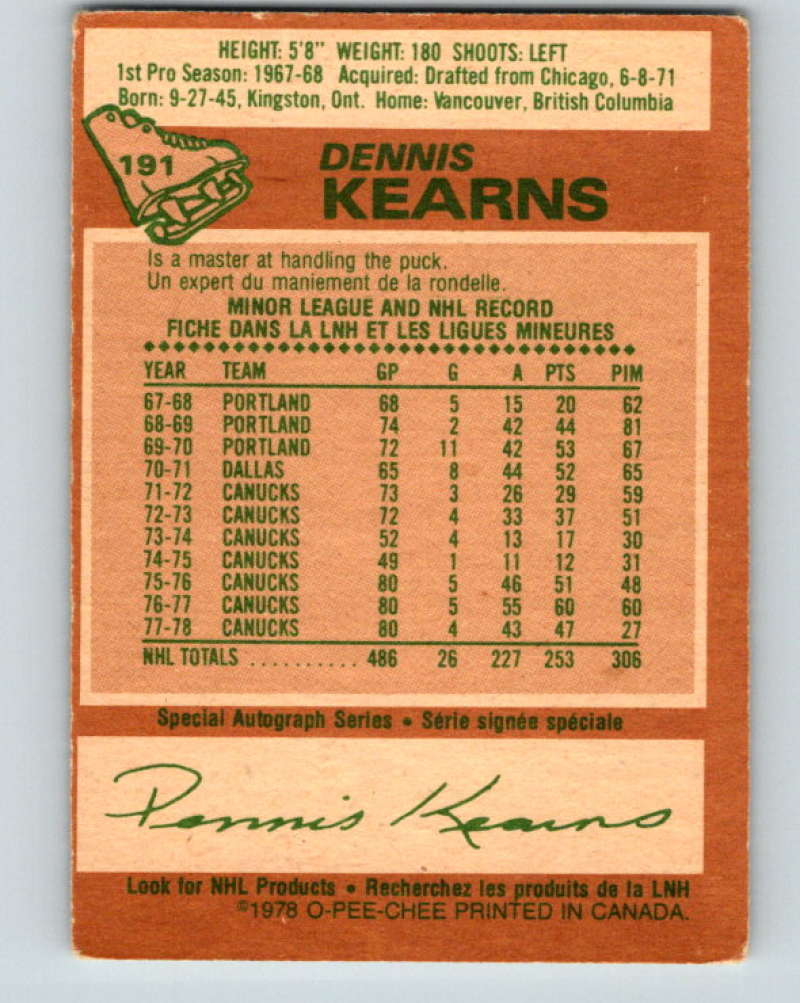 HEIGHT: 5'8" WEIGHT: 180 SHOOTS: LEFT
1st Pro Season: 1967-68 Acquired: Drafted from Chicago, 6-8-71
Born: 9-27-45, Kingston, Ont. Home: Vancouver, British Columbia
191
DENNIS
KEARNS
Is a master at handling the puck.
Un expert du maniement de la rondelle.
MINOR LEAGUE AND NHL RECORD
FICHE DANS LA LNH ET LES LIGUES MINEURES
YEAR TEAM GP G A PTS PIM
67-68 PORTLAND 68 5 15 20 62
68-69 PORTLAND 74 2 42 44 81
69-70 PORTLAND 72 11 42 53 67
70-71 DALLAS 65 8 44 52 65
71-72 CANUCKS 73 3 26 29 59
72-73 CANUCKS 72 4 33 37 51
73-74 CANUCKS 52 4 13 17 30
74-75 CANUCKS 49 1 11 12 31
75-76 CANUCKS 80 5 46 51 48
76-77 CANUCKS 80 5 55 60 60
77-78 CANUCKS 80 4 43 47 27
NHL TOTALS .......... 486 26 227 253 306
Special Autograph Series • Série signée spéciale
Dennis Kearns
Look for NHL Products • Recherchez les produits de la LNH
©1978 O-PEE-CHEE PRINTED IN CANADA.